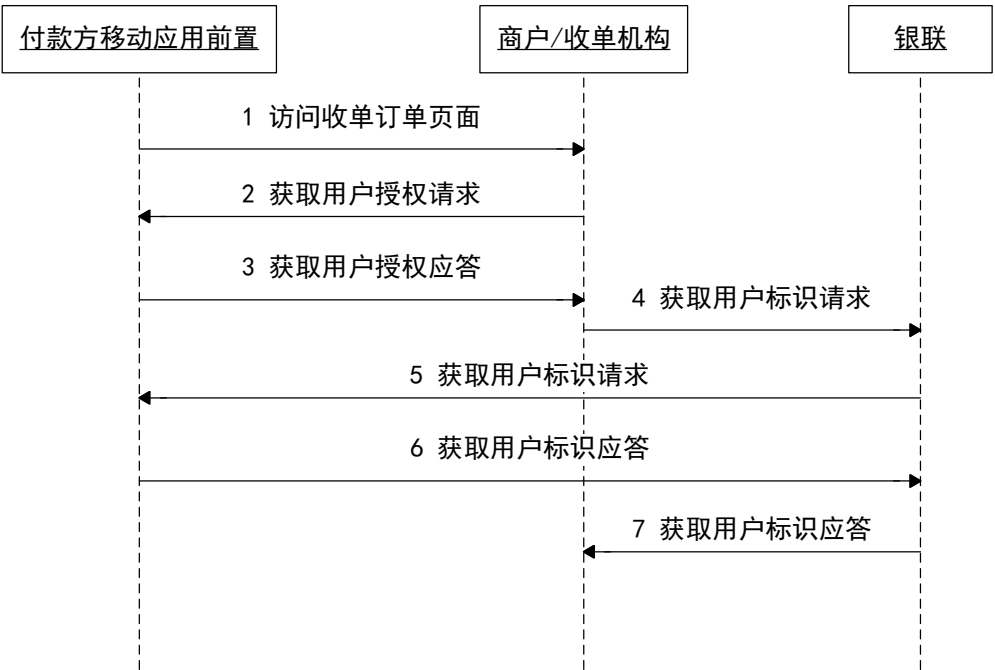 付款方移动应用前置
商户/收单机构
银联
1 访问收单订单页面
2 获取用户授权请求
3 获取用户授权应答
4 获取用户标识请求
5 获取用户标识请求
6 获取用户标识应答
7 获取用户标识应答